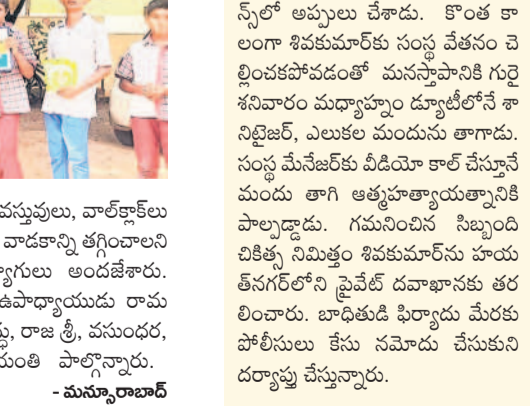 వస్తువులు, వాల్‌క్లాక్‌లు
వాడకాన్ని తగ్గించాలని
అందజేశారు.
ఉపాధ్యాయుడు రామ
రాజ శ్రీ, వసుంధర,
పాల్గొన్నారు.
- మన్సూరాబాద్
న్స్‌లో అప్పులు చేశాడు. కొంత కా
లంగా శివకుమార్‌కు సంస్థ వేతనం చె
ల్లించకపోవడంతో మనస్తాపానికి గురై
శనివారం మధ్యాహ్నం డ్యూటీలోనే శా
నిటైజర్, ఎలుకల మందును తాగాడు.
సంస్థ మేనేజర్‌కు వీడియో కాల్ చేస్తూనే
మందు తాగి ఆత్మహత్యాయత్నానికి
పాల్పడ్డాడు. గమనించిన సిబ్బంది
చికిత్స నిమిత్తం శివకుమార్‌ను హయ
త్‌నగర్‌లోని ప్రైవేట్ దవాఖానకు తర
లించారు. బాధితుడి ఫిర్యాదు మేరకు
పోలీసులు కేసు నమోదు చేసుకుని
దర్యాప్తు చేస్తున్నారు.